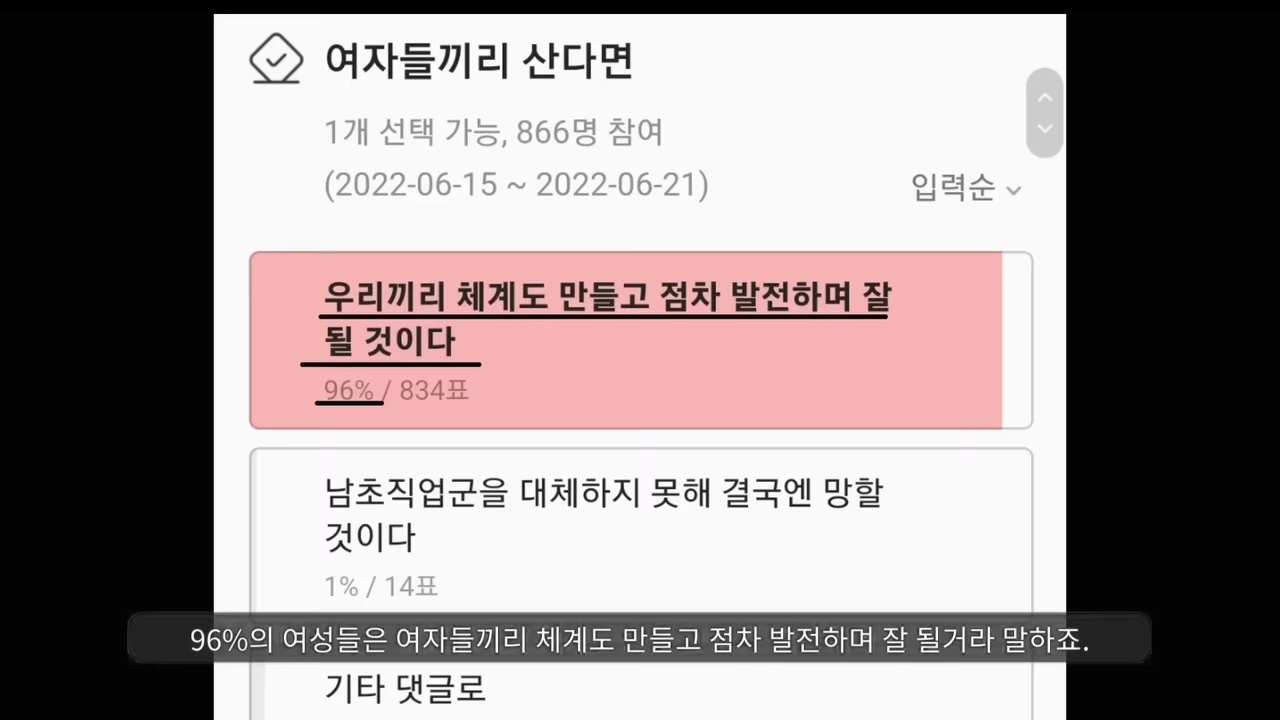 여자들끼리 산다면
1개 선택 가능, 866명 참여
(2022-06-15 ~ 2022-06-21)
입력순
우리끼리 체계도 만들고 점차 발전하며 잘
될 것이다
96% / 834표
남초직업군을 대체하지 못해 결국엔 망할
것이다
1% / 14표
96%의 여성들은 여자들끼리 체계도 만들고 점차 발전하며 잘 될거라 말하죠.
기타 댓글로